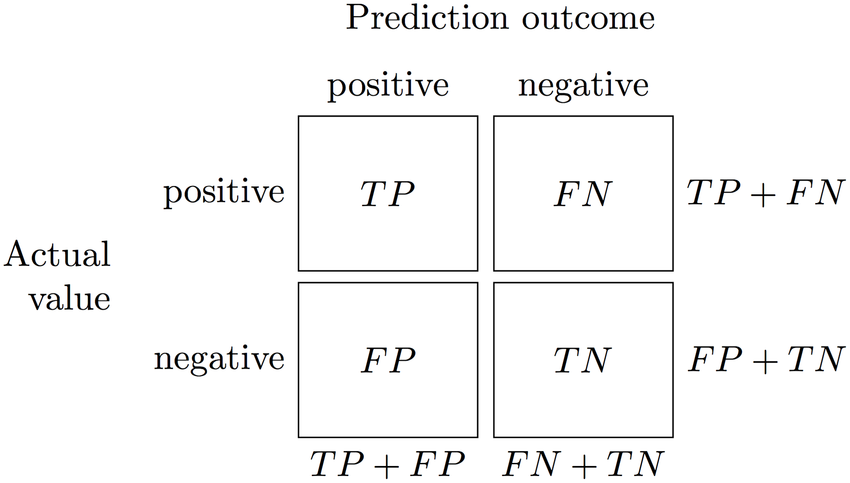 Prediction outcome
positive negative
positive TP FN TP + FN
Actual
value
negative FP TN FP + TN
TP + FP FN + TN